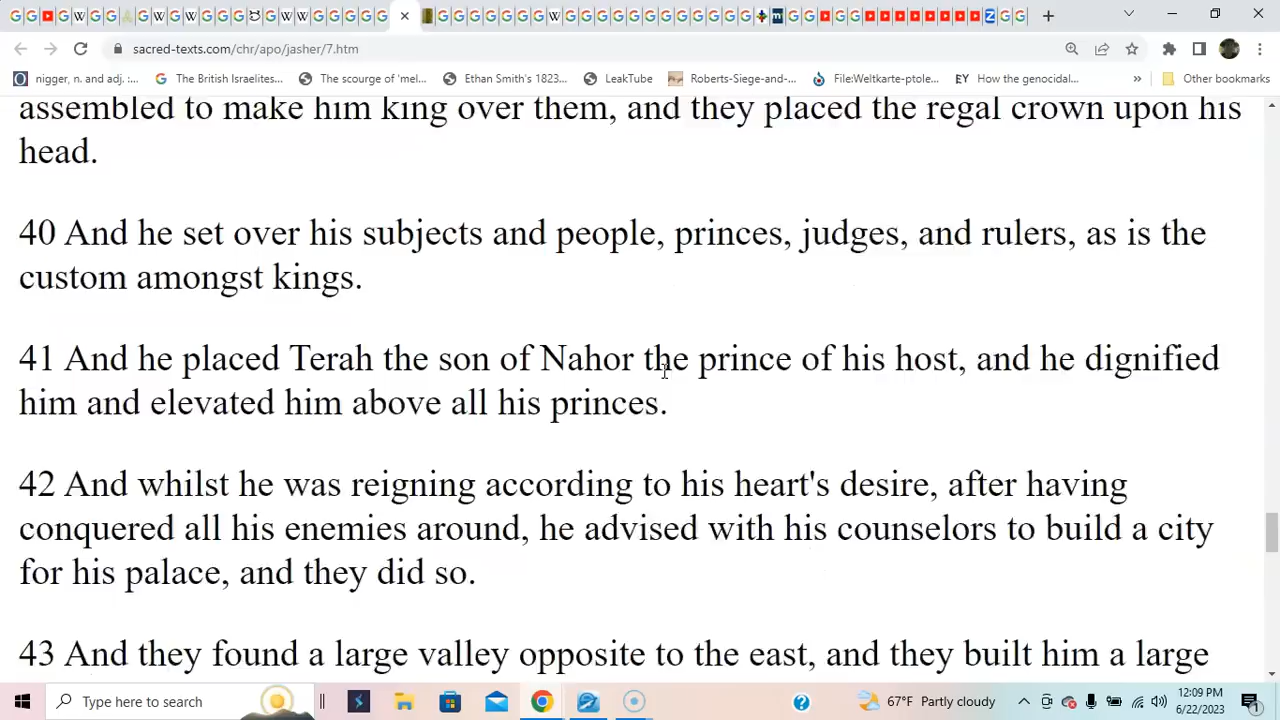 sacred-texts.com/chr/apo/jasher/7.htm
nigger, n. and adj. :...
The British Israelites...
The scourge of 'mel...
Ethan Smith's 1823...
LeakTube
Roberts-Siege-and-...
File:Weltkarte-ptole...
EY How the genocidal...
»
Other bookmarks
assembled to make him king over them, and they placed the regal crown upon his
head.
40 And he set over his subjects and people, princes, judges, and rulers, as is the
custom amongst kings.
41 And he placed Terah the son of Nahor the prince of his host, and he dignified
him and elevated him above all his princes.
42 And whilst he was reigning according to his heart's desire, after having
conquered all his enemies around, he advised with his counselors to build a city
for his palace, and they did so.
43 And they found a large valley opposite to the east, and they built him a large
Type here to search
67°F Partly cloudy
12:09 PM
6/22/2023